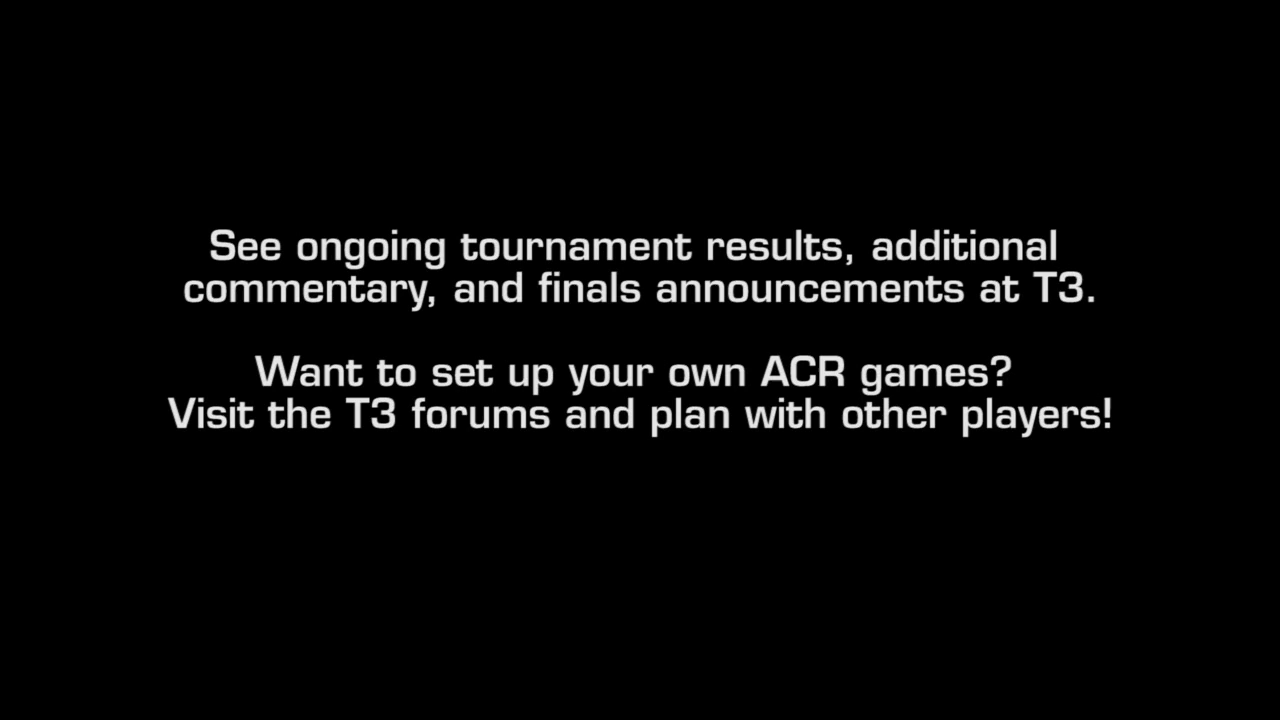 See ongoing tournament results, additional
commentary, and finals announcements at T3.
Want to set up your own ACR games?
Visit the T3 forums and plan with other players!